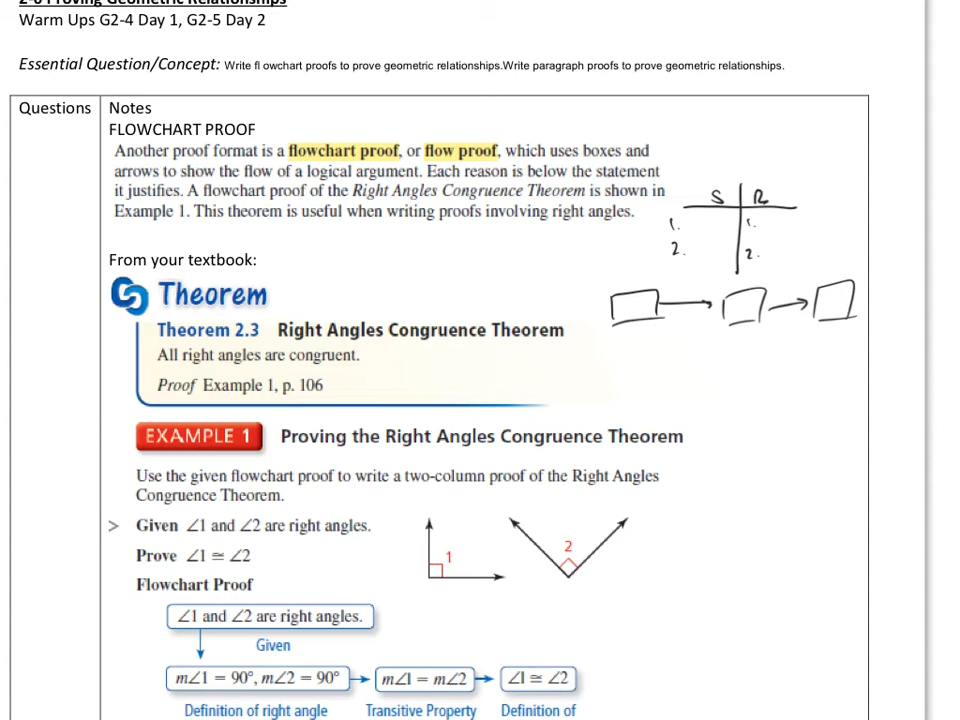 2-6 Proving Geometric Relationships
Warm Ups G2-4 Day 1, G2-5 Day 2
Essential Question/Concept: Write fl owchart proofs to prove geometric relationships.Write paragraph proofs to prove geometric relationships.
Questions
Notes
FLOWCHART PROOF
Another proof format is a flowchart proof, or flow proof, which uses boxes and
arrows to show the flow of a logical argument. Each reason is below the statement
it justifies. A flowchart proof of the Right Angles Congruence Theorem is shown in
Example 1. This theorem is useful when writing proofs involving right angles.
S R
1. 1.
2. 2.
From your textbook:
Theorem
Theorem 2.3 Right Angles Congruence Theorem
All right angles are congruent.
Proof Example 1, p. 106
EXAMPLE 1 Proving the Right Angles Congruence Theorem
Use the given flowchart proof to write a two-column proof of the Right Angles
Congruence Theorem.
> Given ∠1 and ∠2 are right angles.
Prove ∠1 ≅ ∠2
1
2
Flowchart Proof
∠1 and ∠2 are right angles.
Given
m∠1 = 90°, m∠2 = 90° m∠1 = m∠2 ∠1 ≅ ∠2
Definition of right angle Transitive Property Definition of